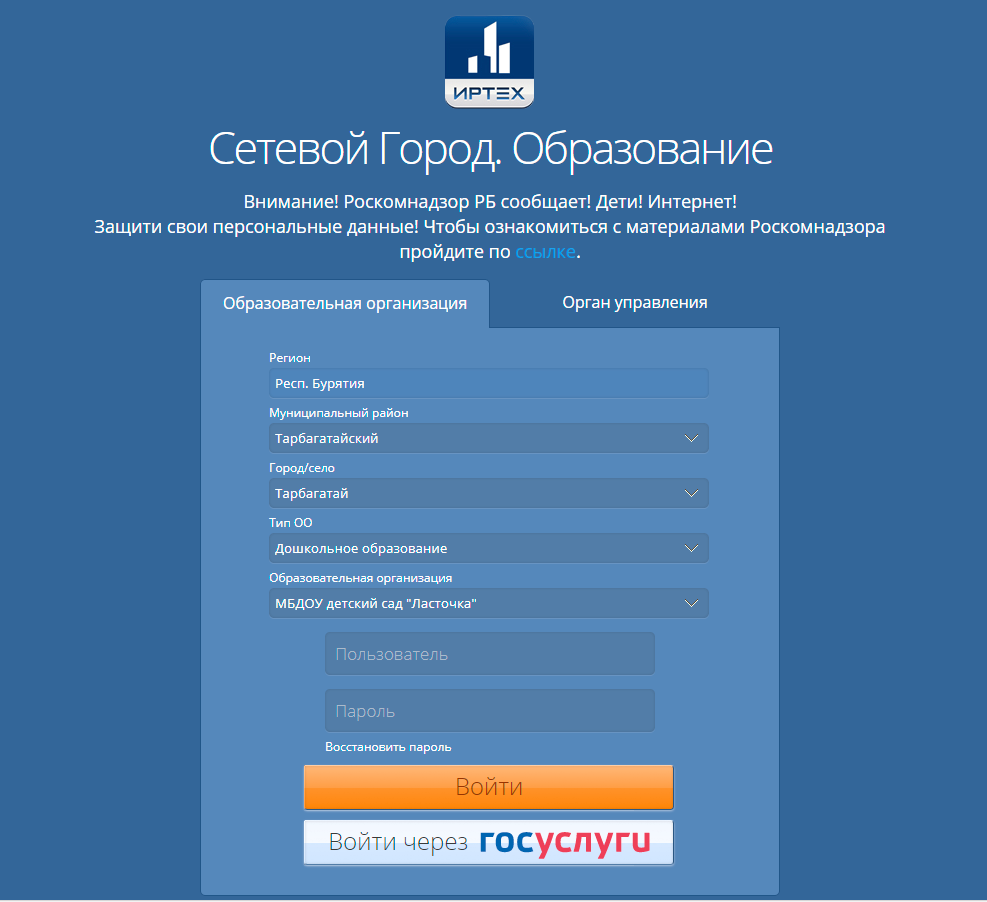 ИРТЕХ
Сетевой Город. Образование
Внимание! Роскомнадзор РБ сообщает! Дети! Интернет!
Защити свои персональные данные! Чтобы ознакомиться с материалами Роскомнадзора
пройдите по ссылке.
Образовательная организация
Орган управления
Регион
Респ. Бурятия
Муниципальный район
Тарбагатайский
Город/село
Тарбагатай
Тип ОО
Дошкольное образование
Образовательная организация
МБДОУ детский сад "Ласточка"
Пользователь
Пароль
Восстановить пароль
Войти
Войти через госуслуги